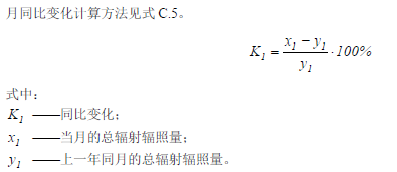 月同比变化计算方法见式 C.5。
K₁ = (x₁ − y₁) / y₁ · 100%
式中：
K₁ ——同比变化；
x₁ ——当月的总辐射辐照量；
y₁ ——上一年同月的总辐射辐照量。